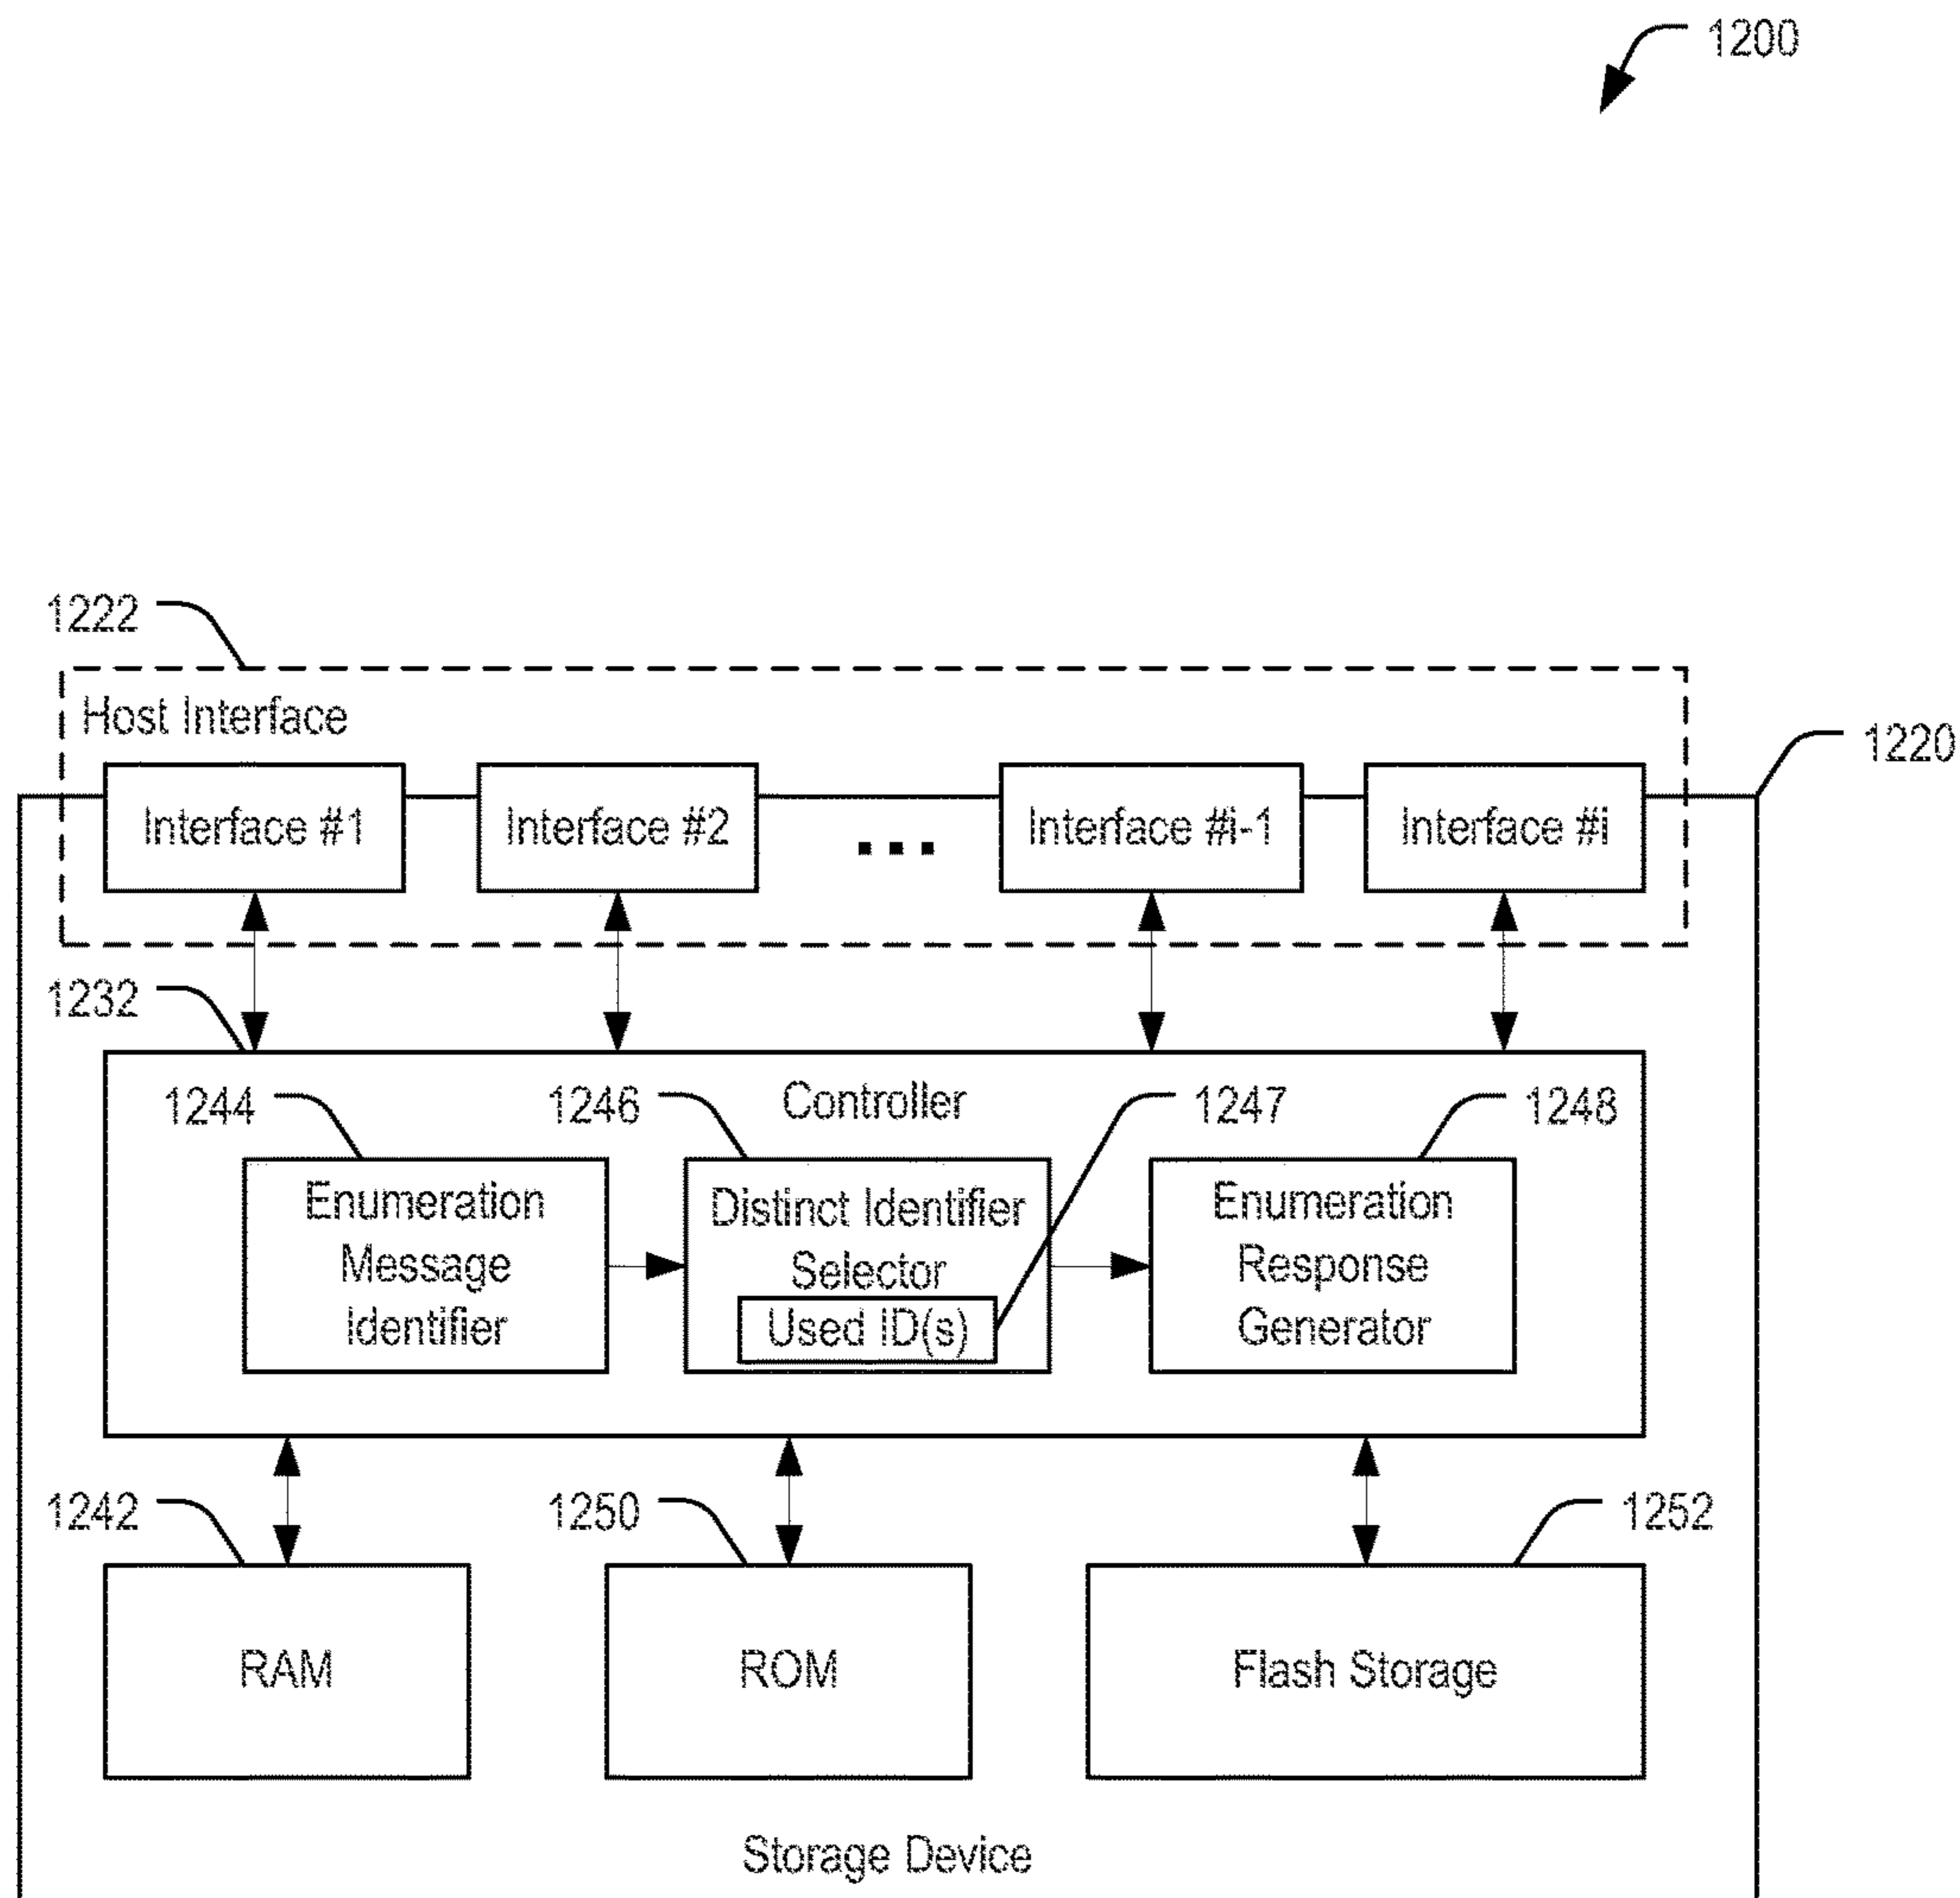 1200
1222
Host Interface
1220
Interface #1
Interface #2
...
Interface #i-1
Interface #i
1232
Controller
1244
1246
1247
1248
Enumeration
Message
Identifier
Distinct Identifier
Selector
Used ID(s)
Enumeration
Response
Generator
1242
1250
1252
RAM
ROM
Flash Storage
Storage Device